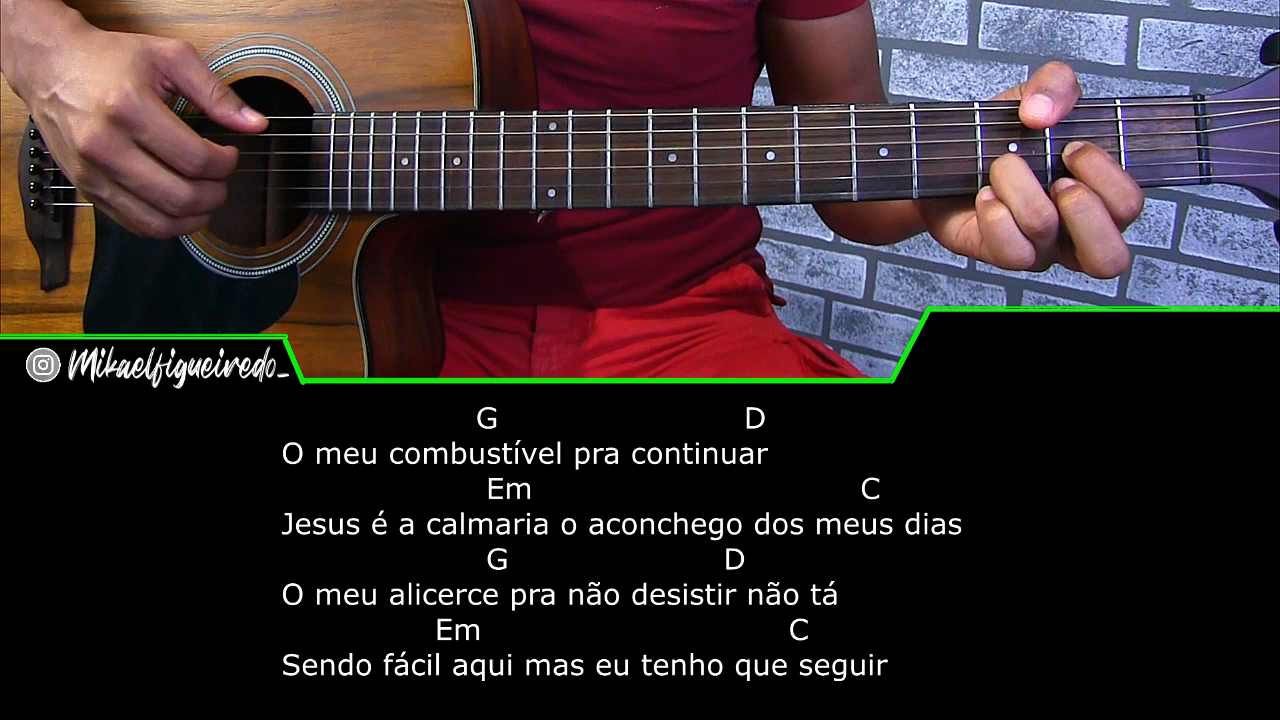 Mikaelfigueiredo_
G D
O meu combustível pra continuar
Em C
Jesus é a calmaria o aconchego dos meus dias
G D
O meu alicerce pra não desistir não tá
Em C
Sendo fácil aqui mas eu tenho que seguir